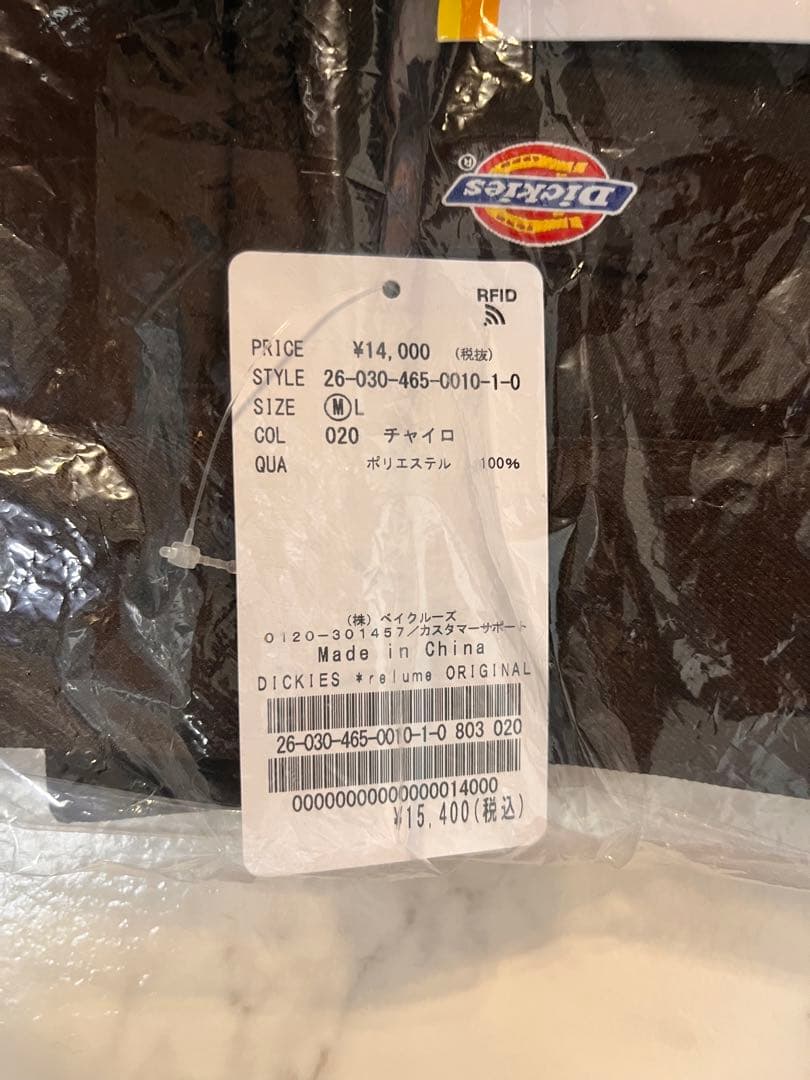 Dickies®
RFID
PRICE ¥14,000 (税抜)
STYLE 26-030-465-0010-1-0
SIZE Ⓜ L
COL 020 チャイロ
QUA ポリエステル 100%
(株) ベイクルーズ
0120-301457/カスタマーサポート
Made in China
DICKIES *relume ORIGINAL
26-030-465-0010-1-0 803 020
00000000000000014000
¥15,400(税込)